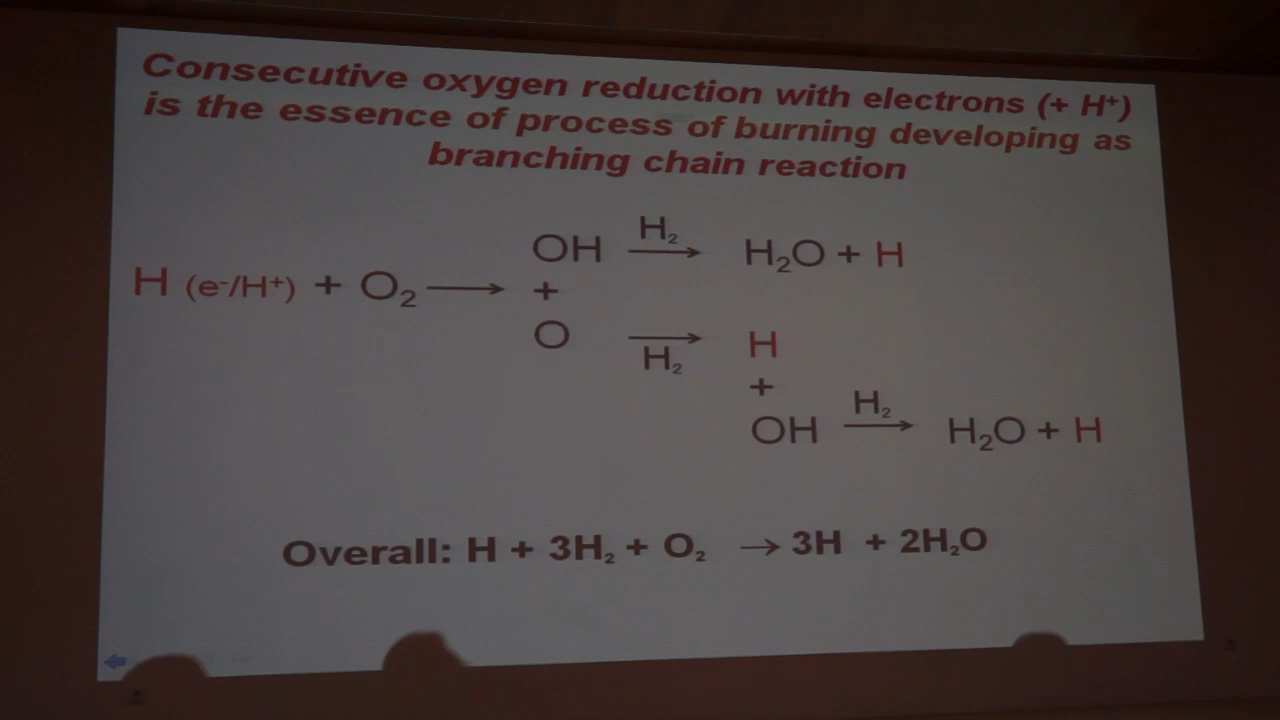 Consecutive oxygen reduction with electrons (+ H⁺)
is the essence of process of burning developing as
branching chain reaction
OH H₂ → H₂O + H
H (e⁻/H⁺) + O₂ → +
O → H₂ H
+
OH H₂ → H₂O + H
Overall: H + 3H₂ + O₂ → 3H + 2H₂O